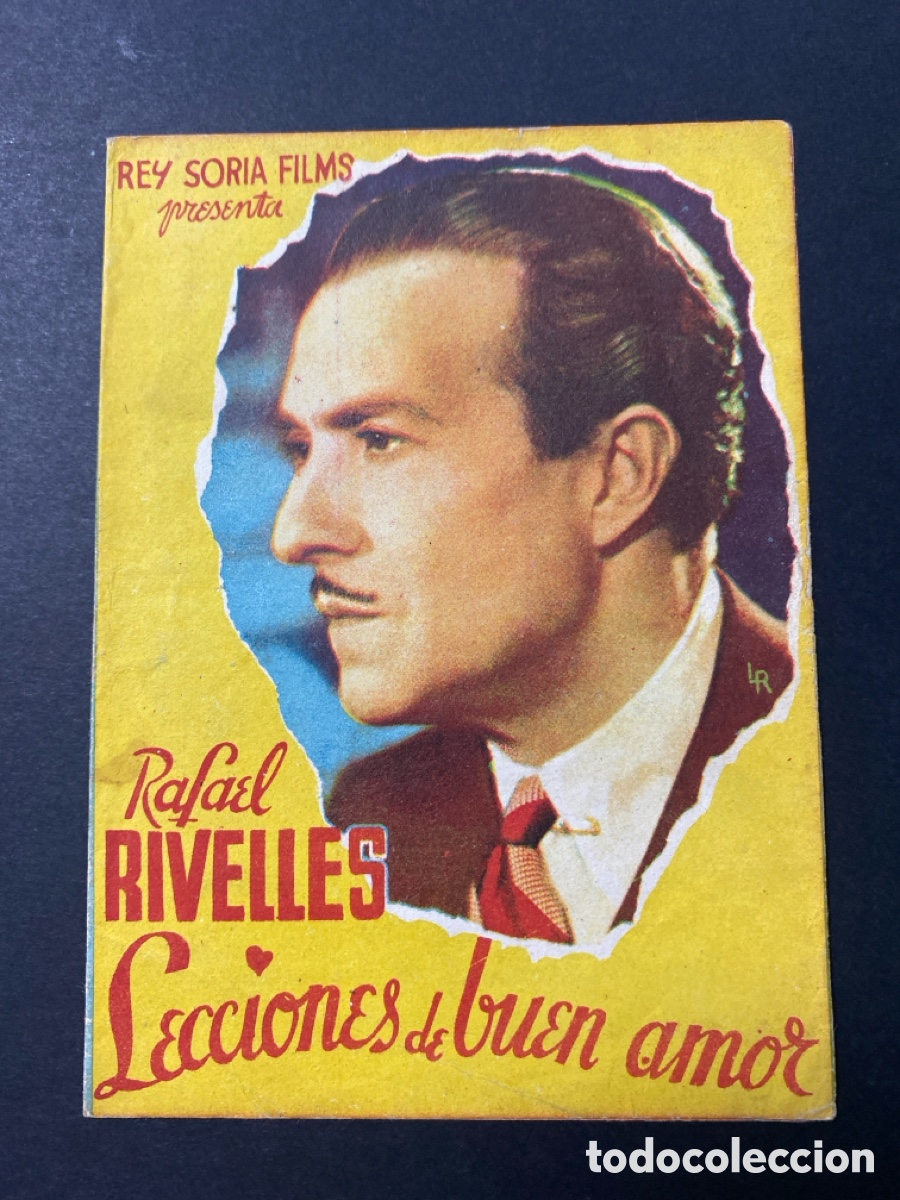 REY SORIA FILMS
presenta
LR
Rafael
RIVELLES
Lecciones de buen amor
todocoleccion